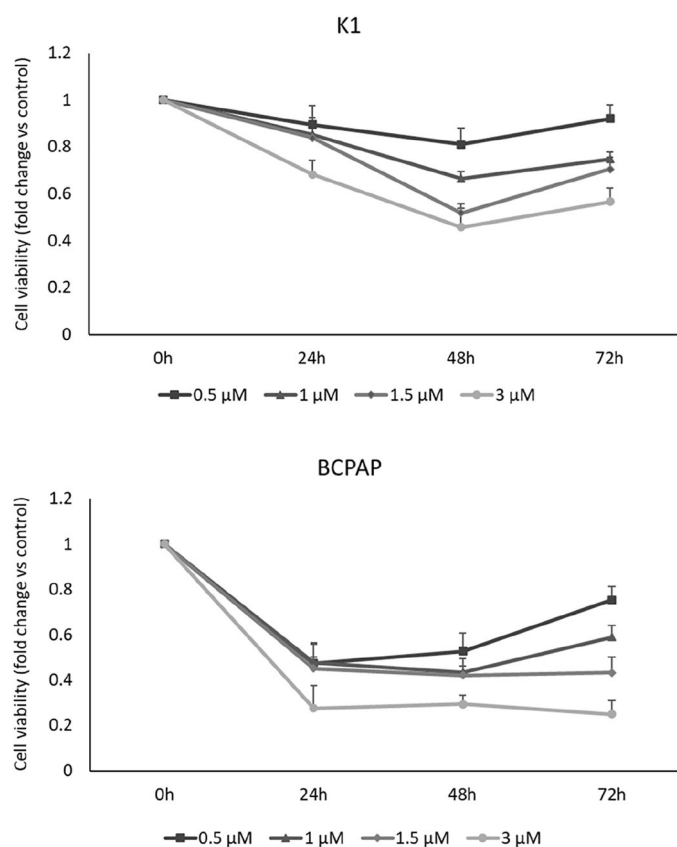 K1
Cell viability (fold change vs control)
1.2
1
0.8
0.6
0.4
0.2
0
0h 24h 48h 72h
0.5 µM 1 µM 1.5 µM 3 µM
BCPAP
Cell viability (fold change vs control)
1.2
1
0.8
0.6
0.4
0.2
0
0h 24h 48h 72h
0.5 µM 1 µM 1.5 µM 3 µM